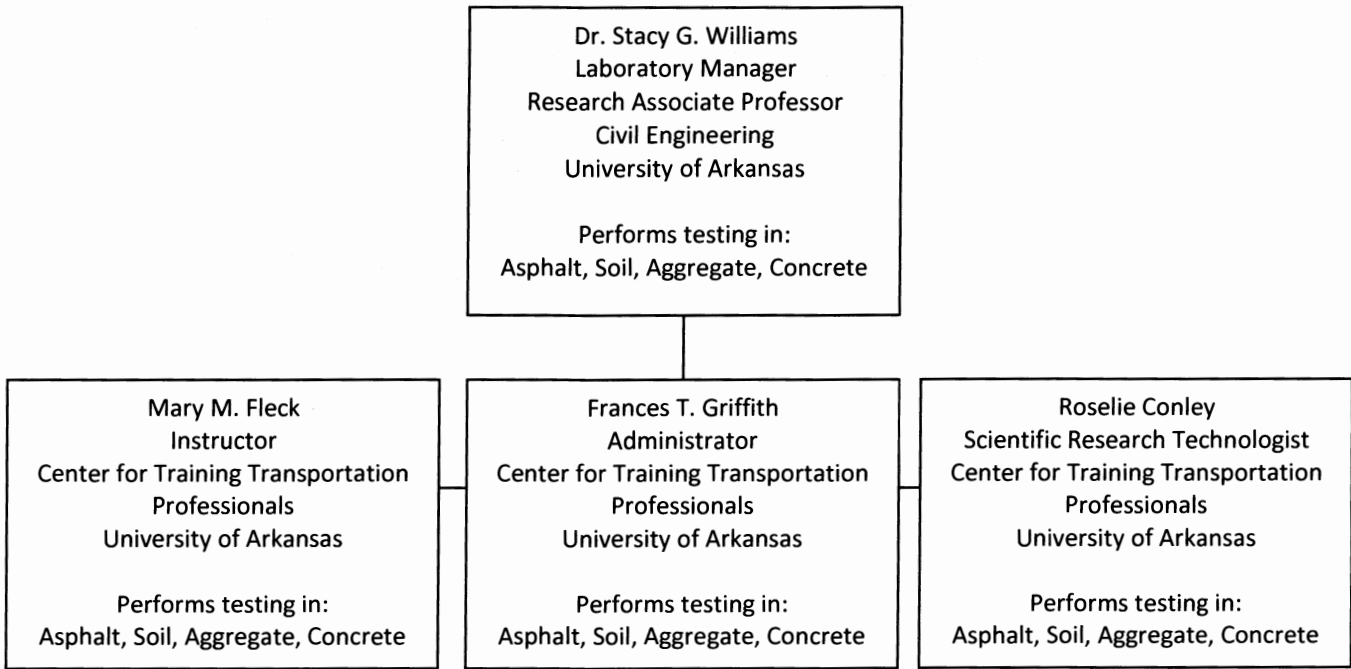 Dr. Stacy G. Williams
Laboratory Manager
Research Associate Professor
Civil Engineering
University of Arkansas
Performs testing in:
Asphalt, Soil, Aggregate, Concrete
Mary M. Fleck
Instructor
Center for Training Transportation
Professionals
University of Arkansas
Performs testing in:
Asphalt, Soil, Aggregate, Concrete
Frances T. Griffith
Administrator
Center for Training Transportation
Professionals
University of Arkansas
Performs testing in:
Asphalt, Soil, Aggregate, Concrete
Roselie Conley
Scientific Research Technologist
Center for Training Transportation
Professionals
University of Arkansas
Performs testing in:
Asphalt, Soil, Aggregate, Concrete